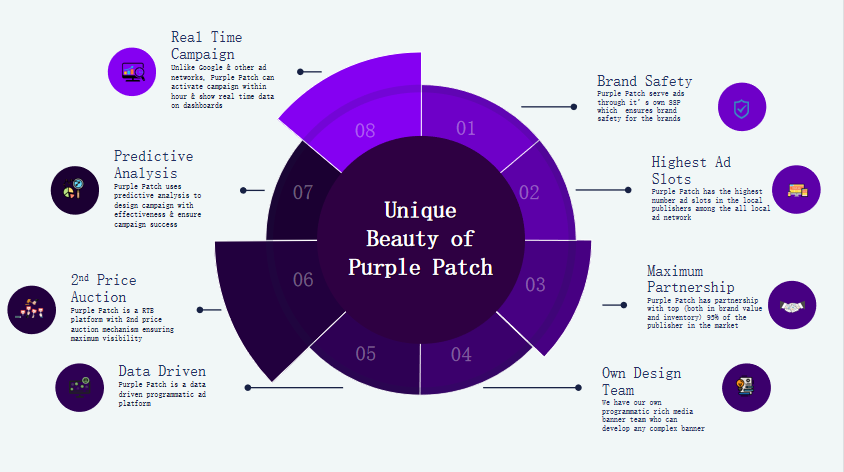 Real Time
Campaign
Unlike Google & other ad
networks, Purple Patch can
activate campaign within
hour & show real time data
on dashboards
Predictive
Analysis
Purple Patch uses
predictive analysis to
design campaign with
effectiveness & ensure
campaign success
2nd Price
Auction
Purple Patch is a RTB
platform with 2nd price
auction mechanism ensuring
maximum visibility
Data Driven
Purple Patch is a data
driven programmatic ad
platform
08
01
07
02
06
03
05
04
Unique
Beauty of
Purple Patch
Brand Safety
Purple Patch serve ads
through it's own SSP
which ensures brand
safety for the brands
Highest Ad
Slots
Purple Patch has the highest
number ad slots in the local
publishers among the all local
ad network
Maximum
Partnership
Purple Patch has partnership
with top (both in brand value
and inventory) 95% of the
publisher in the market
Own Design
Team
We have our own
programmatic rich media
banner team who can
develop any complex banner